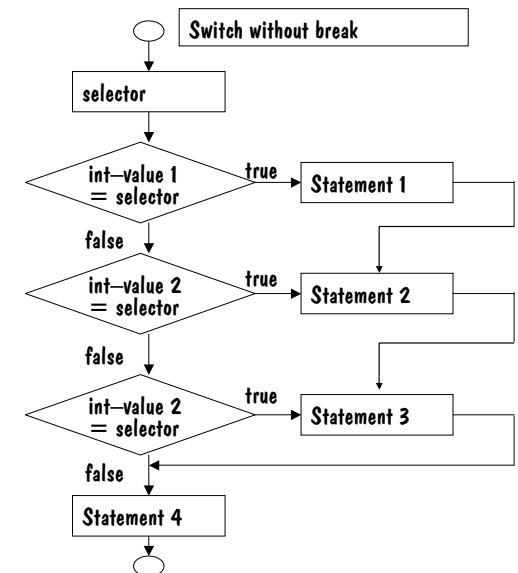 Switch without break
selector
int–value 1
= selector
true
Statement 1
false
int–value 2
= selector
true
Statement 2
false
int–value 2
= selector
true
Statement 3
false
Statement 4